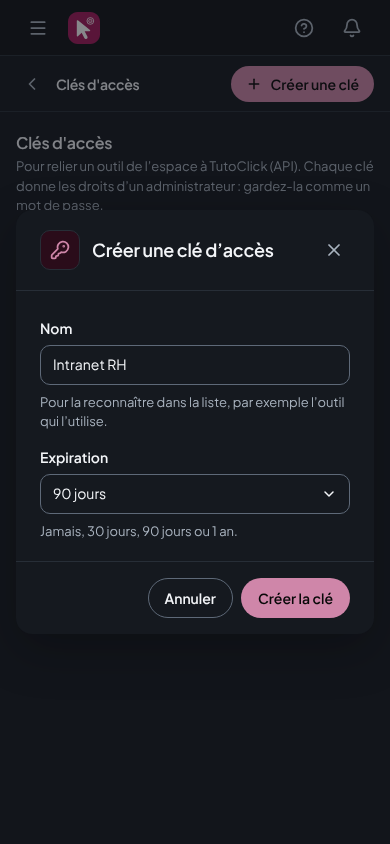 Clés d'accès
+ Créer une clé
Clés d'accès
Pour relier un outil de l'espace à TutoClick (API). Chaque clé
donne les droits d'un administrateur : gardez-la comme un
mot de passe.
Créer une clé d’accès
Nom
Intranet RH
Pour la reconnaître dans la liste, par exemple l’outil
qui l’utilise.
Expiration
90 jours
Jamais, 30 jours, 90 jours ou 1 an.
Annuler
Créer la clé